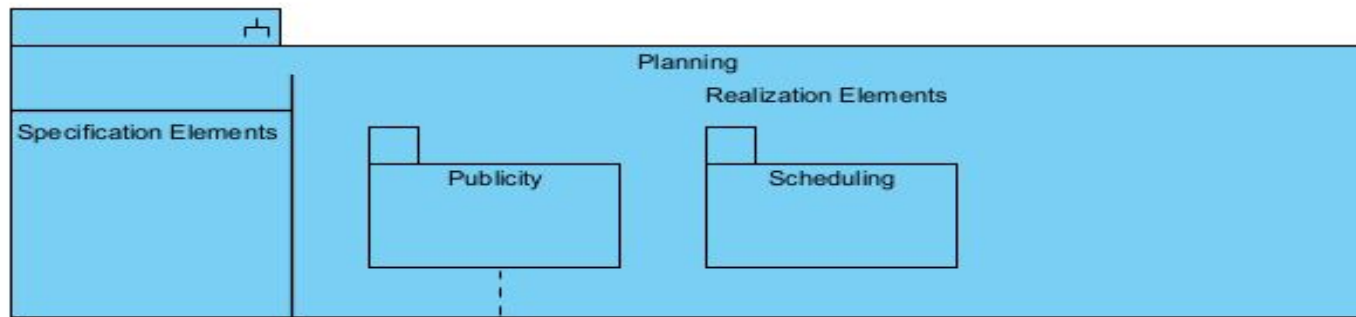 Planning
Realization Elements
Specification Elements
Publicity
Scheduling